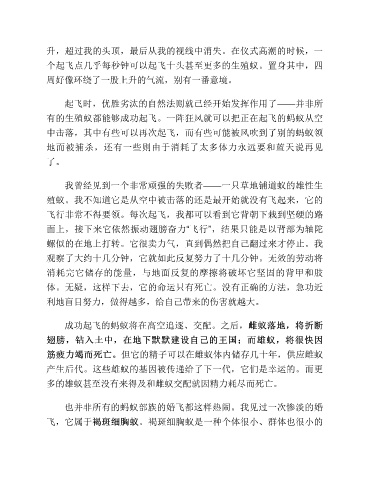 升，超过我的头顶，最后从我的视线中消失。在仪式高潮的时候，一
个起飞点几乎每秒钟可以起飞十头甚至更多的生殖蚁。置身其中，四
周好像环绕了一股上升的气流，别有一番意境。
起飞时，优胜劣汰的自然法则就已经开始发挥作用了——并非所
有的生殖蚁都能够成功起飞。一阵狂风就可以把正在起飞的蚂蚁从空
中击落，其中有些可以再次起飞，而有些可能被风吹到了别的蚂蚁领
地而被捕杀，还有一些则由于消耗了太多体力永远要和蓝天说再见
了。
我曾经见到一个非常顽强的失败者——一只草地铺道蚁的雄性生
殖蚁。我不知道它是从空中被击落的还是最开始就没有飞起来，它的
飞行非常不得要领。每次起飞，我都可以看到它背朝下栽到坚硬的路
面上，接下来它依然振动翅膀奋力“飞行”，结果只能是以背部为轴陀
螺似的在地上打转。它很卖力气，直到偶然把自己翻过来才停止。我
观察了大约十几分钟，它就如此反复努力了十几分钟。无效的劳动将
消耗完它储存的能量，与地面反复的摩擦将破坏它坚固的背甲和肢
体。无疑，这样下去，它的命运只有死亡。没有正确的方法，急功近
利地盲目努力，做得越多，给自己带来的伤害就越大。
成功起飞的蚂蚁将在高空追逐、交配。之后，雌蚁落地，将折断
翅膀，钻入土中，在地下默默建设自己的王国；而雄蚁，将很快因
筋疲力竭而死亡。但它的精子可以在雌蚁体内储存几十年，供应雌蚁
产生后代。这些雄蚁的基因被传递给了下一代，它们是幸运的。而更
多的雄蚁甚至没有来得及和雌蚁交配就因精力耗尽而死亡。
也并非所有的蚂蚁部族的婚飞都这样热闹。我见过一次惨淡的婚
飞，它属于褐斑细胸蚁。褐斑细胸蚁是一种个体很小、群体也很小的